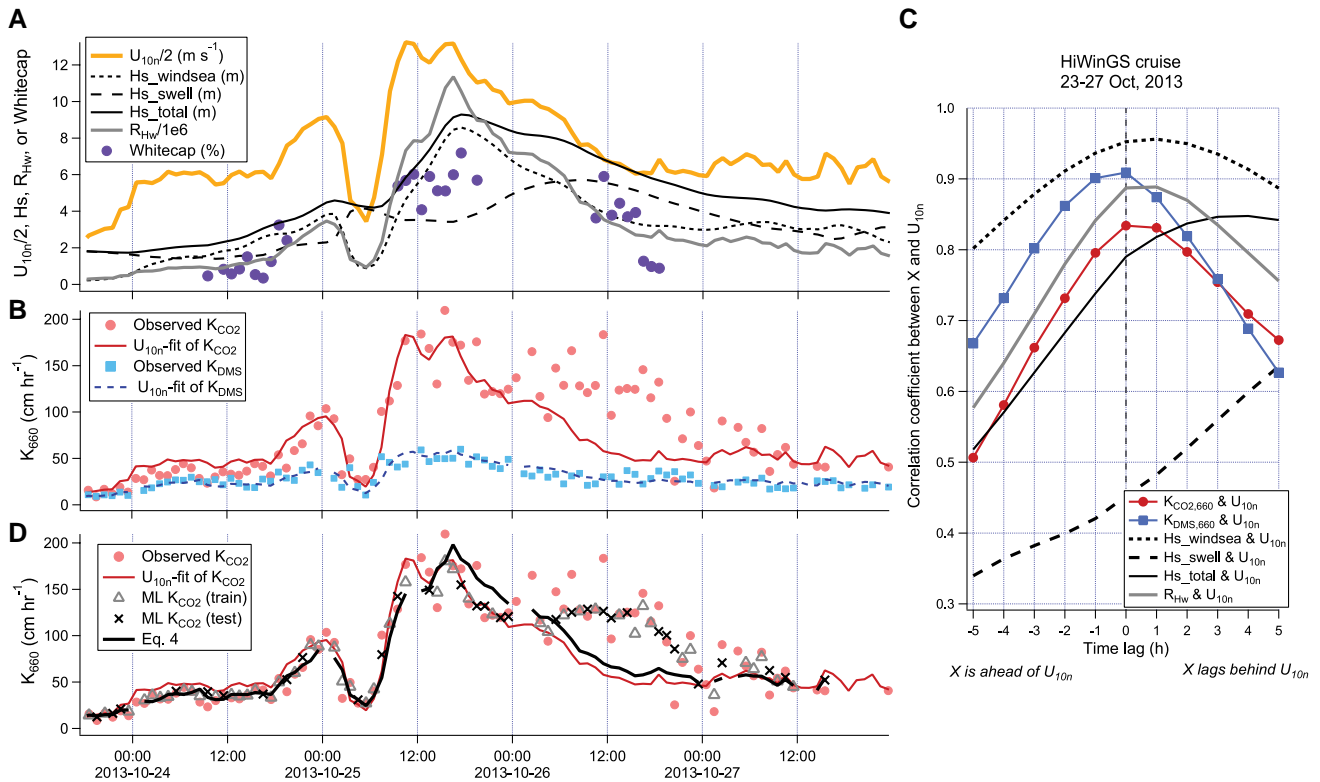 A
U10n/2, Hs, RHw, or Whitecap
12
10
8
6
4
2
0
U10n/2 (m s-1)
Hs_windsea (m)
Hs_swell (m)
Hs_total (m)
RHw/1e6
Whitecap (%)
B
K660 (cm hr-1)
200
150
100
50
0
Observed KCO2
U10n-fit of KCO2
Observed KDMS
U10n-fit of KDMS
D
K660 (cm hr-1)
200
150
100
50
0
Observed KCO2
U10n-fit of KCO2
ML KCO2 (train)
ML KCO2 (test)
Eq. 4
00:00 12:00 00:00 12:00 00:00 12:00 00:00 12:00
2013-10-24 2013-10-25 2013-10-26 2013-10-27
C
HiWinGS cruise
23-27 Oct, 2013
Correlation coefficient between X and U10n
1.0
0.9
0.8
0.7
0.6
0.5
0.4
0.3
KCO2,660 & U10n
KDMS,660 & U10n
Hs_windsea & U10n
Hs_swell & U10n
Hs_total & U10n
RHw & U10n
-5 -4 -3 -2 -1 0 1 2 3 4 5
Time lag (h)
X is ahead of U10n X lags behind U10n